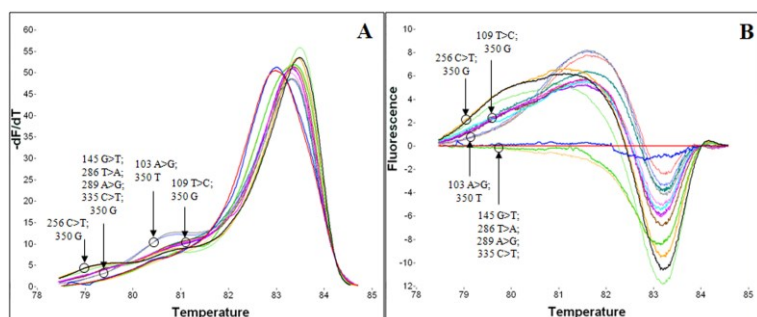 A
-dF/dT
60
55
50
45
40
35
30
25
20
15
10
5
0
145 G>T;
286 T>A;
289 A>G;
335 C>T;
350 G
103 A>G;
350 T
109 T>C;
350 G
256 C>T;
350 G
78 79 80 81 82 83 84 85
Temperature
B
Fluorescence
10
8
6
4
2
0
-2
-4
-6
-8
-10
-12
256 C>T;
350 G
109 T>C;
350 G
103 A>G;
350 T
145 G>T;
286 T>A;
289 A>G;
335 C>T;
78 79 80 81 82 83 84 85
Temperature